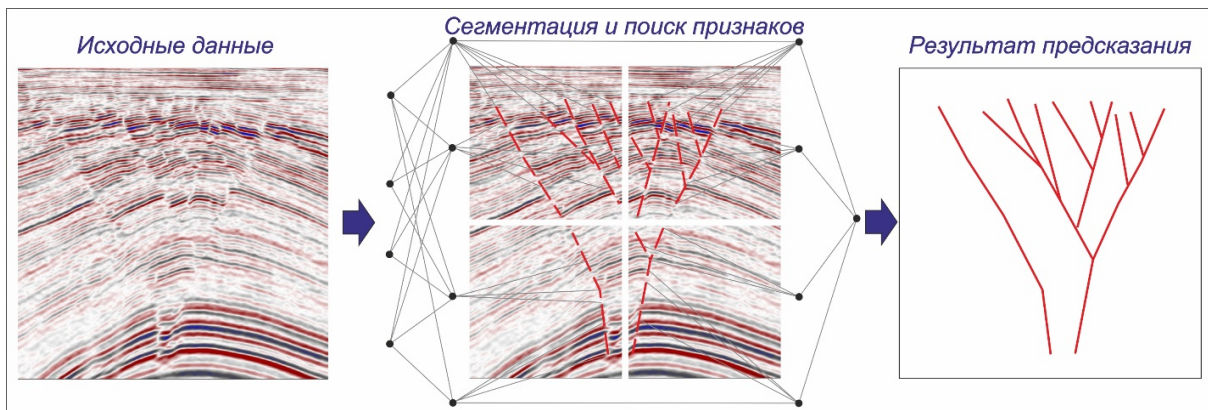 Исходные данные
Сегментация и поиск признаков
Результат предсказания